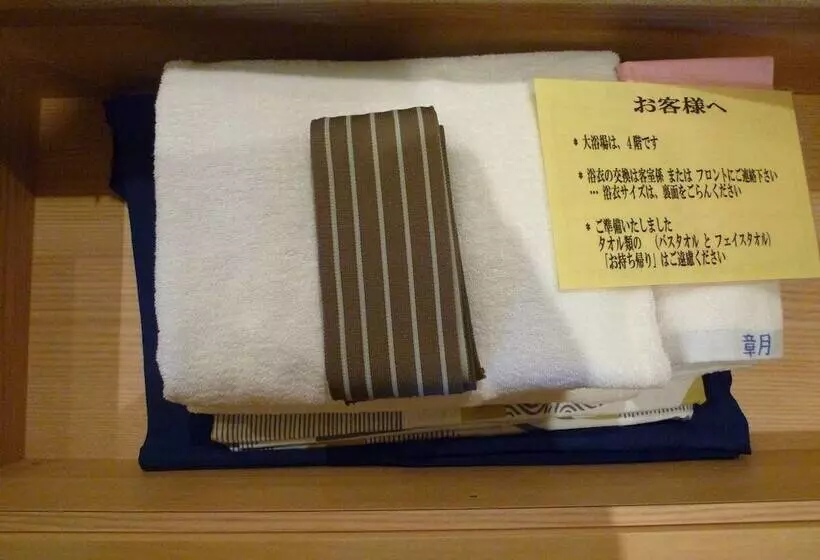 お客様へ
* 大浴場は、4階です
* 浴衣の交換は客室係 または フロントにご連絡下さい
… 浴衣サイズは、裏面をごらんください
* ご準備いたしました
タオル類の （バスタオル と フェイスタオル）
「お持ち帰り」はご遠慮ください
章月